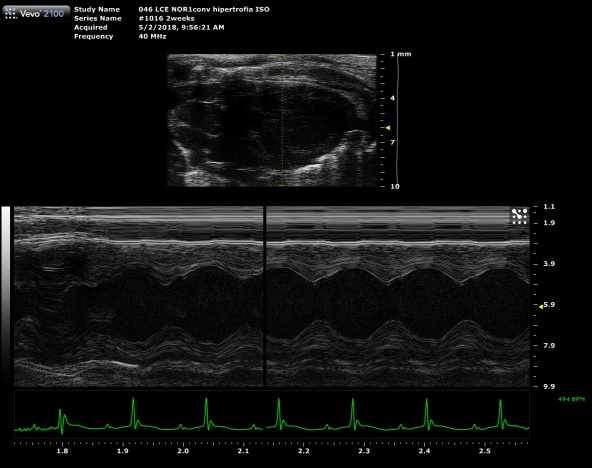 Vevo 2100
Study Name 046 LCE NOR1conv hipertrofia ISO
Series Name #1016 2weeks
Acquired 5/2/2018, 9:56:21 AM
Frequency 40 MHz
1 mm
4
7
10
1.1
1.9
3.9
5.9
7.9
9.9
494 BPM
1.8 1.9 2.0 2.1 2.2 2.3 2.4 2.5